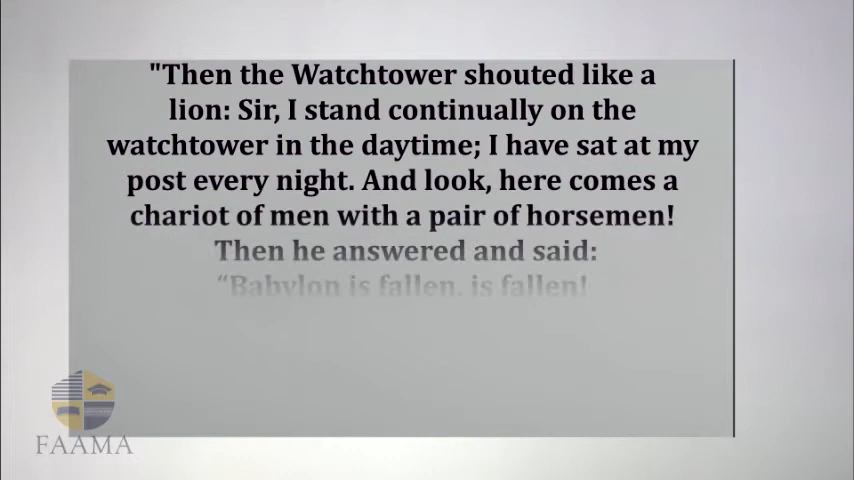 "Then the Watchtower shouted like a
lion: Sir, I stand continually on the
watchtower in the daytime; I have sat at my
post every night. And look, here comes a
chariot of men with a pair of horsemen!
Then he answered and said:
“Babylon is fallen, is fallen!
FAAMA